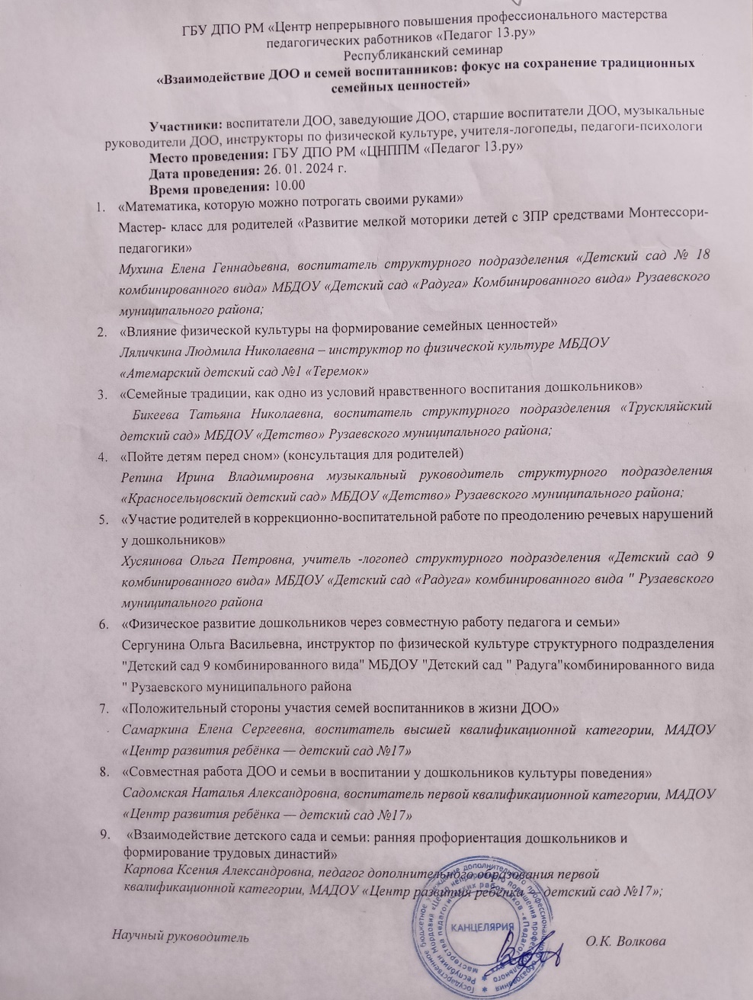 ГБУ ДПО РМ «Центр непрерывного повышения профессионального мастерства
педагогических работников «Педагог 13.ру»
Республиканский семинар
«Взаимодействие ДОО и семей воспитанников: фокус на сохранение традиционных
семейных ценностей»
Участники: воспитатели ДОО, заведующие ДОО, старшие воспитатели ДОО, музыкальные
руководители ДОО, инструкторы по физической культуре, учителя-логопеды, педагоги-психологи
Место проведения: ГБУ ДПО РМ «ЦНППМ «Педагог 13.ру»
Дата проведения: 26. 01. 2024 г.
Время проведения: 10.00
1. «Математика, которую можно потрогать своими руками»
Мастер- класс для родителей «Развитие мелкой моторики детей с ЗПР средствами Монтессори-
педагогики»
Мухина Елена Геннадьевна, воспитатель структурного подразделения «Детский сад № 18
комбинированного вида» МБДОУ «Детский сад «Радуга» Комбинированного вида» Рузаевского
муниципального района;
2. «Влияние физической культуры на формирование семейных ценностей»
Ляличкина Людмила Николаевна – инструктор по физической культуре МБДОУ
«Атемарский детский сад №1 «Теремок»
3. «Семейные традиции, как одно из условий нравственного воспитания дошкольников»
Бикеева Татьяна Николаевна, воспитатель структурного подразделения «Трускляйский
детский сад» МБДОУ «Детство» Рузаевского муниципального района;
4. «Пойте детям перед сном» (консультация для родителей)
Репина Ирина Владимировна музыкальный руководитель структурного подразделения
«Красносельцовский детский сад» МБДОУ «Детство» Рузаевского муниципального района;
5. «Участие родителей в коррекционно-воспитательной работе по преодолению речевых нарушений
у дошкольников»
Хусяинова Ольга Петровна, учитель -логопед структурного подразделения «Детский сад 9
комбинированного вида» МБДОУ «Детский сад «Радуга» комбинированного вида " Рузаевского
муниципального района
6. «Физическое развитие дошкольников через совместную работу педагога и семьи»
Сергунина Ольга Васильевна, инструктор по физической культуре структурного подразделения
"Детский сад 9 комбинированного вида" МБДОУ "Детский сад " Радуга"комбинированного вида
" Рузаевского муниципального района
7. «Положительный стороны участия семей воспитанников в жизни ДОО»
Самаркина Елена Сергеевна, воспитатель высшей квалификационной категории, МАДОУ
«Центр развития ребёнка — детский сад №17»
8. «Совместная работа ДОО и семьи в воспитании у дошкольников культуры поведения»
Садомская Наталья Александровна, воспитатель первой квалификационной категории, МАДОУ
«Центр развития ребёнка — детский сад №17»
9. «Взаимодействие детского сада и семьи: ранняя профориентация дошкольников и
формирование трудовых династий»
Карпова Ксения Александровна, педагог дополнительного образования первой
квалификационной категории, МАДОУ «Центр развития ребёнка – детский сад №17»;
КАНЦЕЛЯРИЯ
Научный руководитель О.К. Волкова